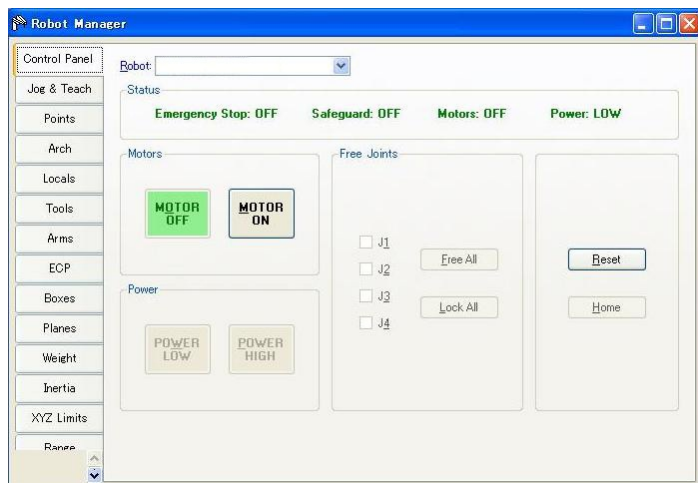 Robot Manager
Control Panel
Jog & Teach
Points
Arch
Locals
Tools
Arms
ECP
Boxes
Planes
Weight
Inertia
XYZ Limits
Range
Robot:
Status
Emergency Stop: OFF Safeguard: OFF Motors: OFF Power: LOW
Motors
MOTOR OFF
MOTOR ON
Power
POWER LOW
POWER HIGH
Free Joints
J1
J2
J3
J4
Free All
Lock All
Reset
Home